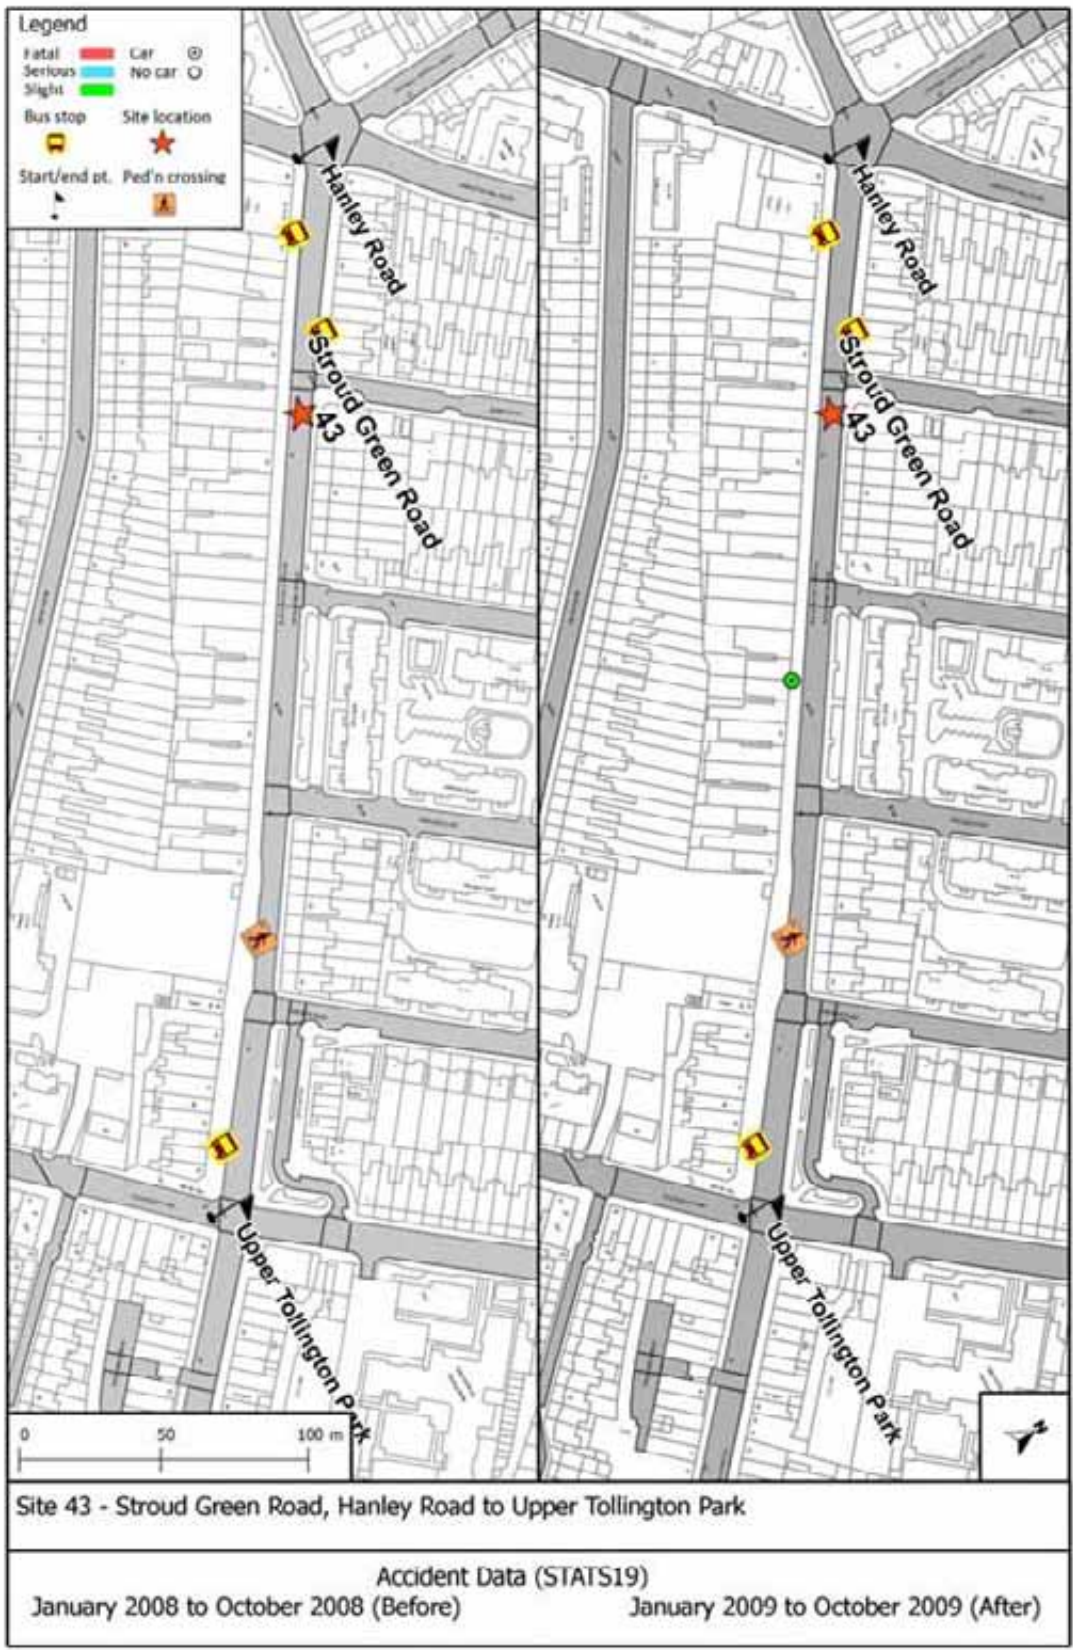 Legend
Fatal Car
Serious No car
Slight
Bus stop Site location
Start/end pt. Ped'n crossing
Hanley Road
Hanley Road
Stroud Green Road
Stroud Green Road
43
43
Upper Tollington Park
Upper Tollington Park
0 50 100 m
N
Site 43 - Stroud Green Road, Hanley Road to Upper Tollington Park
Accident Data (STATS19)
January 2008 to October 2008 (Before) January 2009 to October 2009 (After)